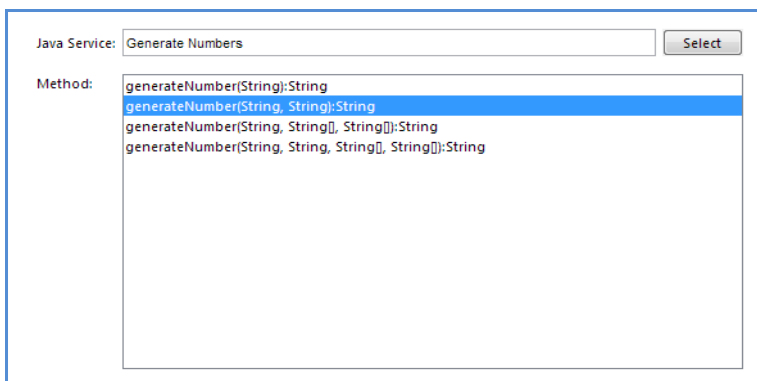 Java Service: Generate Numbers Select
Method:
generateNumber(String):String
generateNumber(String, String):String
generateNumber(String, String[], String[]):String
generateNumber(String, String, String[], String[]):String